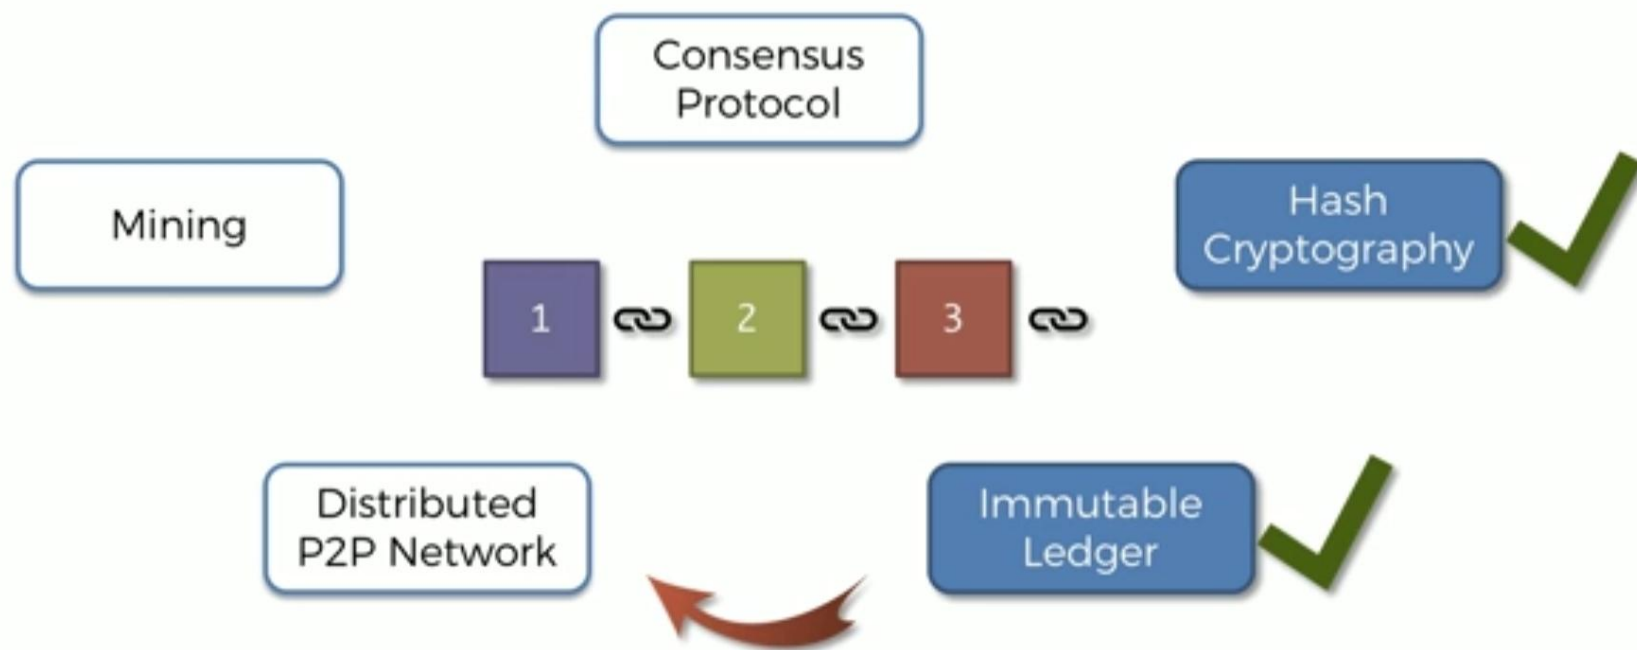 Consensus
Protocol
Mining
Hash
Cryptography
1
2
3
Distributed
P2P Network
Immutable
Ledger